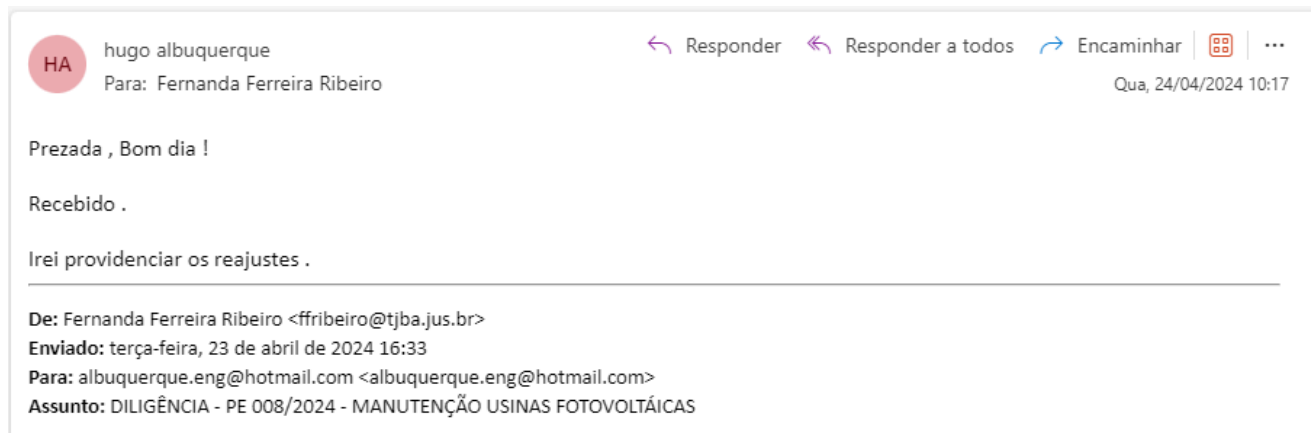 HA
hugo albuquerque
Para: Fernanda Ferreira Ribeiro
Responder
Responder a todos
Encaminhar
Qua, 24/04/2024 10:17
Prezada , Bom dia !
Recebido .
Irei providenciar os reajustes .
De: Fernanda Ferreira Ribeiro <ffribeiro@tjba.jus.br>
Enviado: terça-feira, 23 de abril de 2024 16:33
Para: albuquerque.eng@hotmail.com <albuquerque.eng@hotmail.com>
Assunto: DILIGÊNCIA - PE 008/2024 - MANUTENÇÃO USINAS FOTOVOLTÁICAS